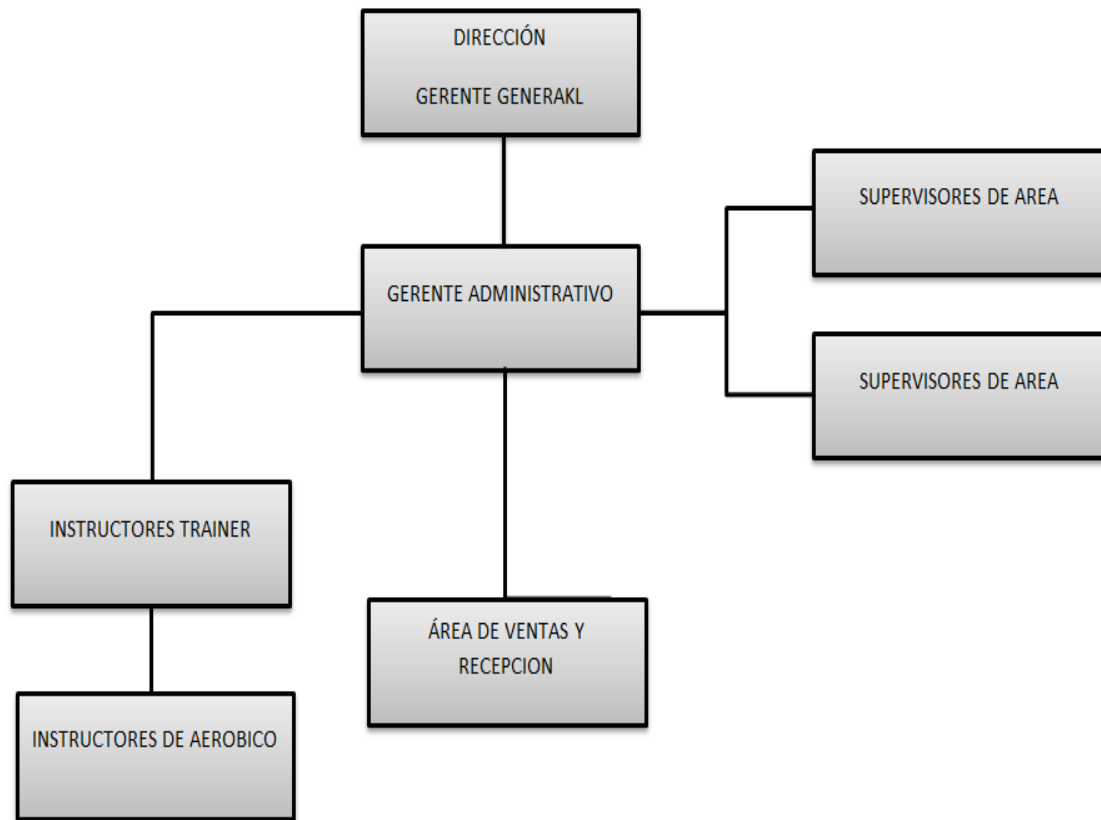 DIRECCIÓN
GERENTE GENERAKL
SUPERVISORES DE AREA
GERENTE ADMINISTRATIVO
SUPERVISORES DE AREA
INSTRUCTORES TRAINER
ÁREA DE VENTAS Y
RECEPCION
INSTRUCTORES DE AEROBICO